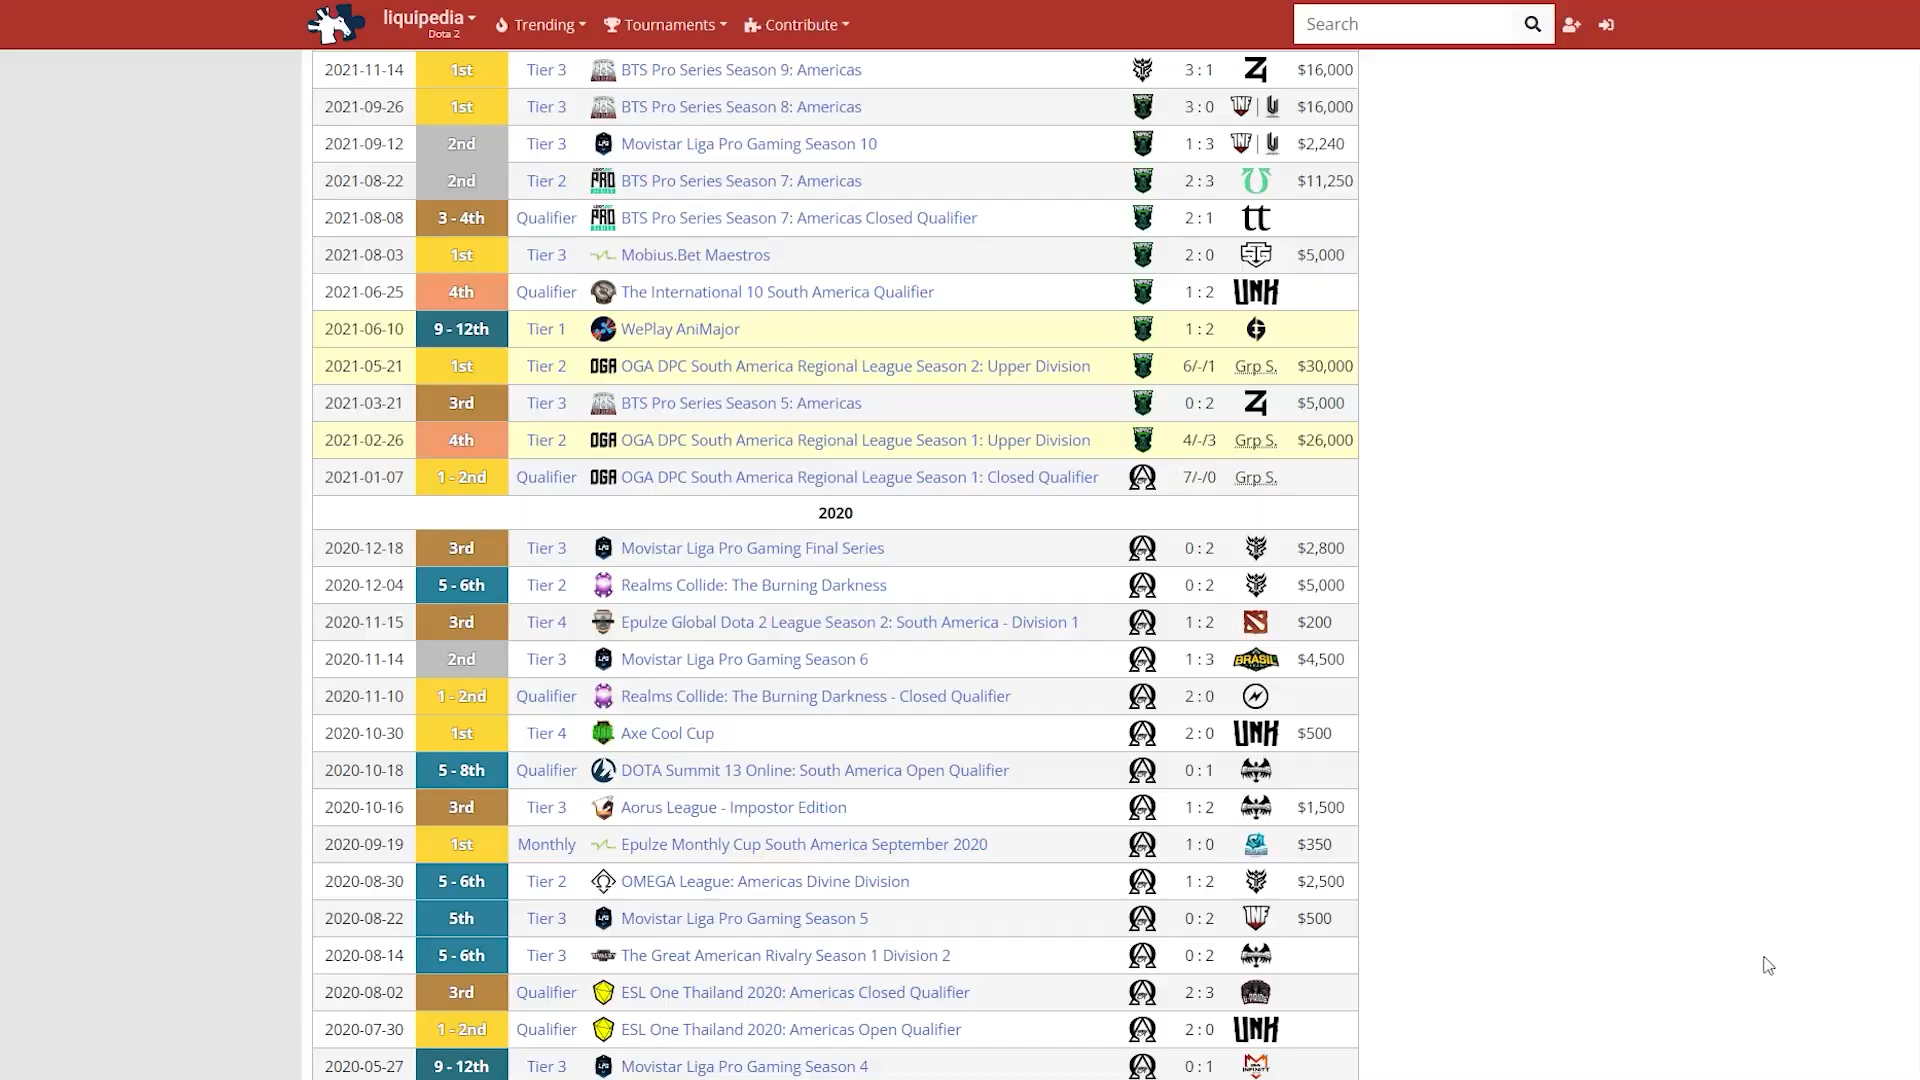 liquipedia
Dota 2
Trending
Tournaments
Contribute
Search
2021-11-14 1st Tier 3 BTS Pro Series Season 9: Americas 3 : 1 $16,000
2021-09-26 1st Tier 3 BTS Pro Series Season 8: Americas 3 : 0 INF | U $16,000
2021-09-12 2nd Tier 3 Movistar Liga Pro Gaming Season 10 1 : 3 INF | U $2,240
2021-08-22 2nd Tier 2 BTS Pro Series Season 7: Americas 2 : 3 $11,250
2021-08-08 3 - 4th Qualifier BTS Pro Series Season 7: Americas Closed Qualifier 2 : 1 tt
2021-08-03 1st Tier 3 Mobius.Bet Maestros 2 : 0 $5,000
2021-06-25 4th Qualifier The International 10 South America Qualifier 1 : 2 UNK
2021-06-10 9 - 12th Tier 1 WePlay AniMajor 1 : 2
2021-05-21 1st Tier 2 OGA OGA DPC South America Regional League Season 2: Upper Division 6/-/1 Grp S. $30,000
2021-03-21 3rd Tier 3 BTS Pro Series Season 5: Americas 0 : 2 $5,000
2021-02-26 4th Tier 2 OGA OGA DPC South America Regional League Season 1: Upper Division 4/-/3 Grp S. $26,000
2021-01-07 1 - 2nd Qualifier OGA OGA DPC South America Regional League Season 1: Closed Qualifier 7/-/0 Grp S.
2020
2020-12-18 3rd Tier 3 Movistar Liga Pro Gaming Final Series 0 : 2 $2,800
2020-12-04 5 - 6th Tier 2 Realms Collide: The Burning Darkness 0 : 2 $5,000
2020-11-15 3rd Tier 4 Epulze Global Dota 2 League Season 2: South America - Division 1 1 : 2 $200
2020-11-14 2nd Tier 3 Movistar Liga Pro Gaming Season 6 1 : 3 BRASIL $4,500
2020-11-10 1 - 2nd Qualifier Realms Collide: The Burning Darkness - Closed Qualifier 2 : 0
2020-10-30 1st Tier 4 Axe Cool Cup 2 : 0 UNK $500
2020-10-18 5 - 8th Qualifier DOTA Summit 13 Online: South America Open Qualifier 0 : 1
2020-10-16 3rd Tier 3 Aorus League - Impostor Edition 1 : 2 $1,500
2020-09-19 1st Monthly Epulze Monthly Cup South America September 2020 1 : 0 $350
2020-08-30 5 - 6th Tier 2 OMEGA League: Americas Divine Division 1 : 2 $2,500
2020-08-22 5th Tier 3 Movistar Liga Pro Gaming Season 5 0 : 2 INF $500
2020-08-14 5 - 6th Tier 3 The Great American Rivalry Season 1 Division 2 0 : 2
2020-08-02 3rd Qualifier ESL One Thailand 2020: Americas Closed Qualifier 2 : 3
2020-07-30 1 - 2nd Qualifier ESL One Thailand 2020: Americas Open Qualifier 2 : 0 UNK
2020-05-27 9 - 12th Tier 3 Movistar Liga Pro Gaming Season 4 0 : 1